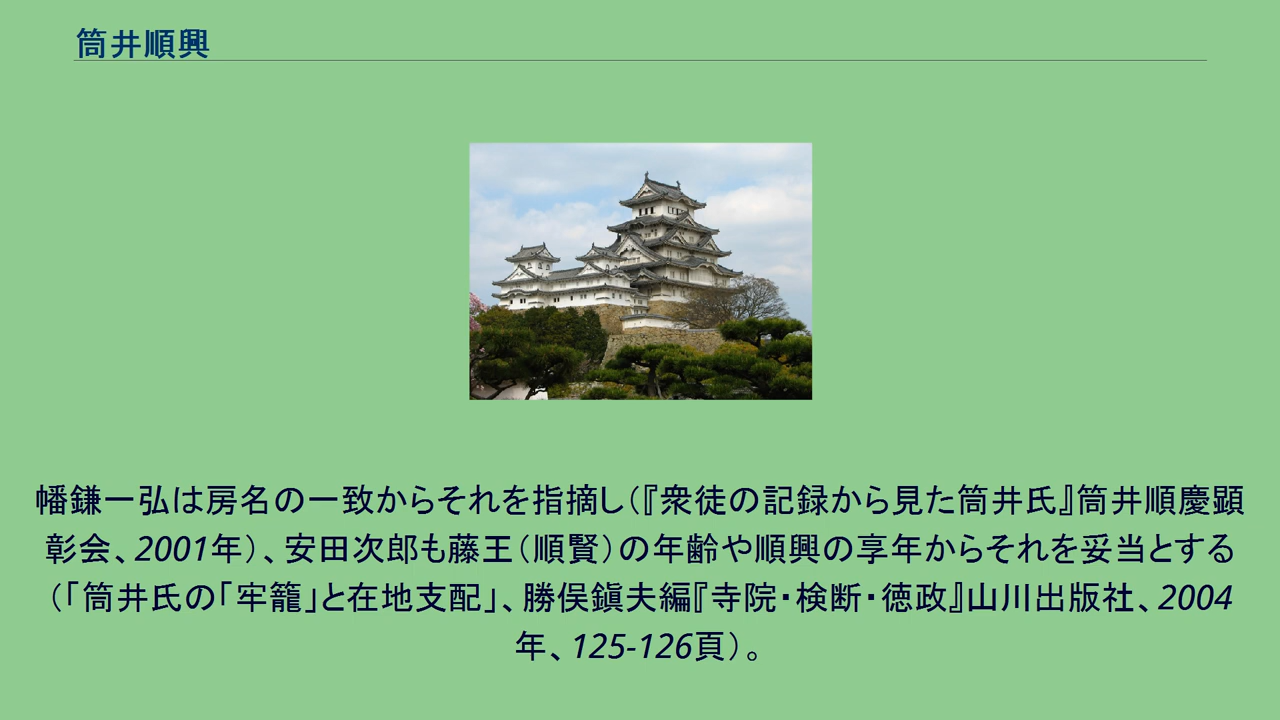 筒井順興
幡鎌一弘は房名の一致からそれを指摘し（『衆徒の記録から見た筒井氏』筒井順慶顕
彰会、2001年）、安田次郎も藤王（順賢）の年齢や順興の享年からそれを妥当とする
（「筒井氏の「牢籠」と在地支配」、勝俣鎭夫編『寺院・検断・徳政』山川出版社、2004
年、125-126頁）。